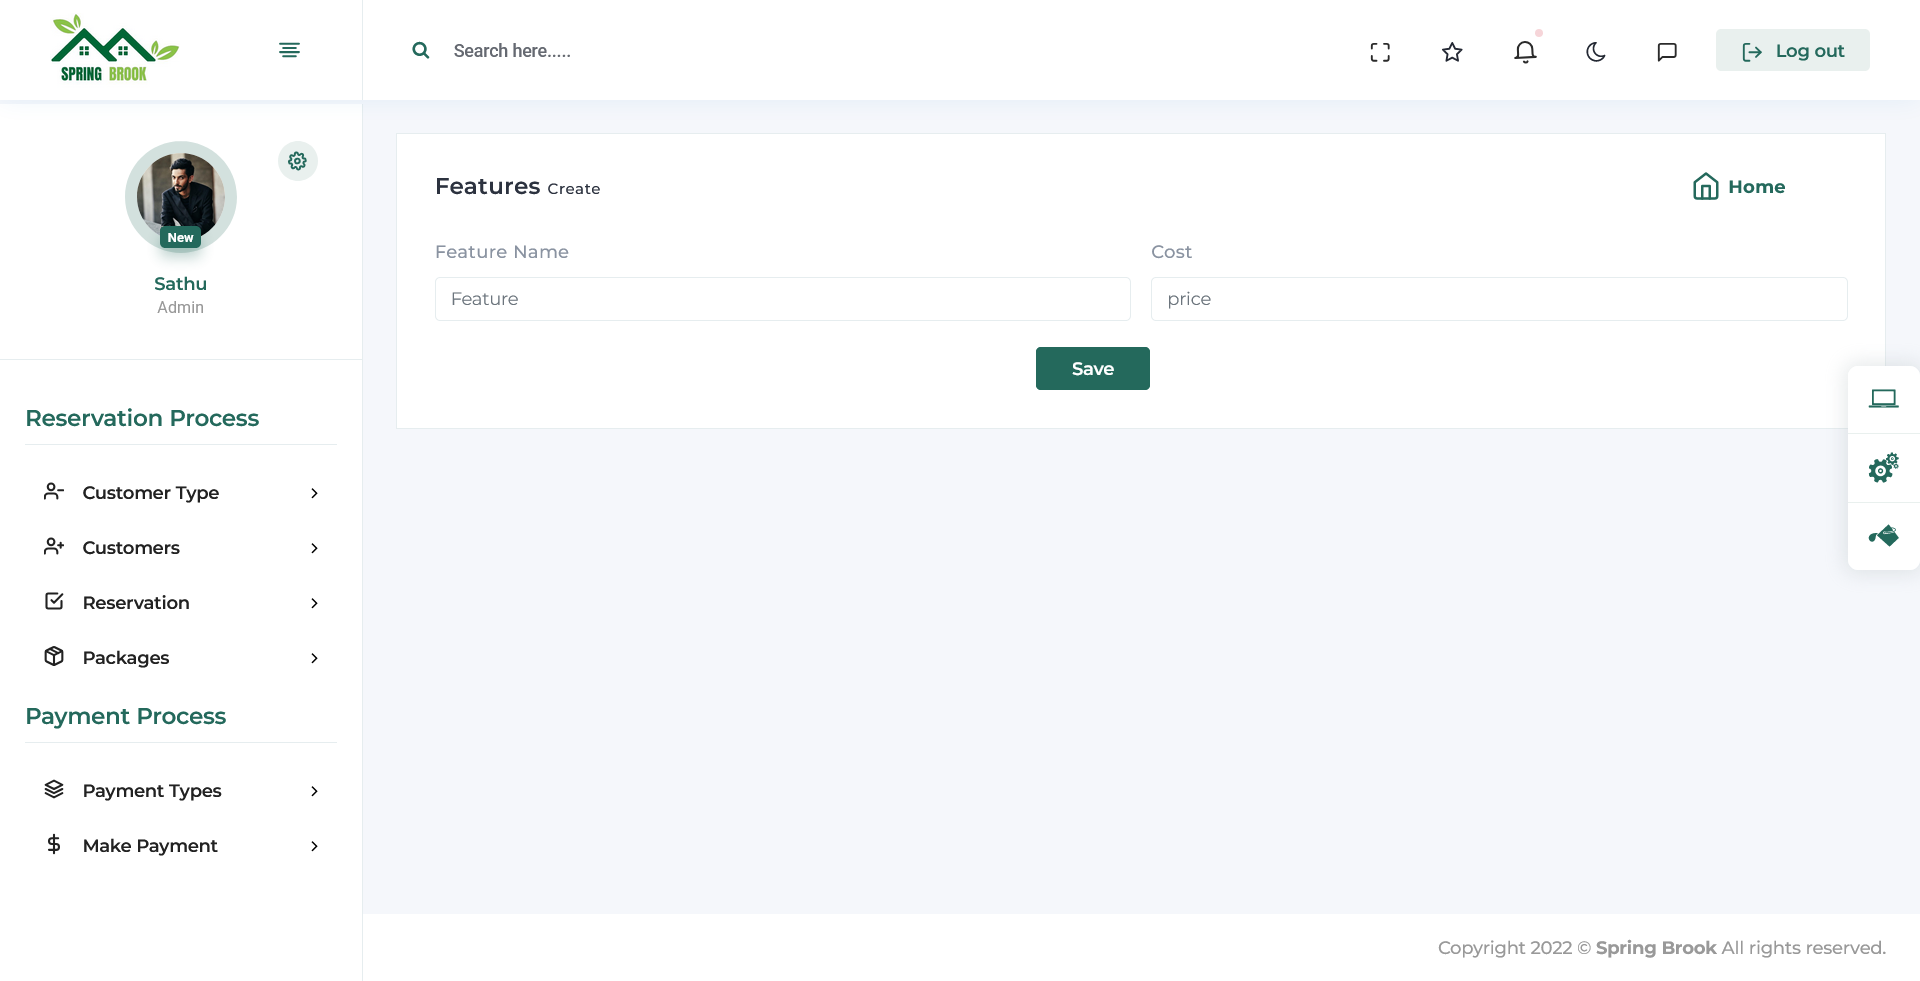 SPRING BROOK
Search here.....
Log out
New
Sathu
Admin
Reservation Process
Customer Type
Customers
Reservation
Packages
Payment Process
Payment Types
Make Payment
Features Create
Home
Feature Name
Cost
Feature
price
Save
Copyright 2022 © Spring Brook All rights reserved.